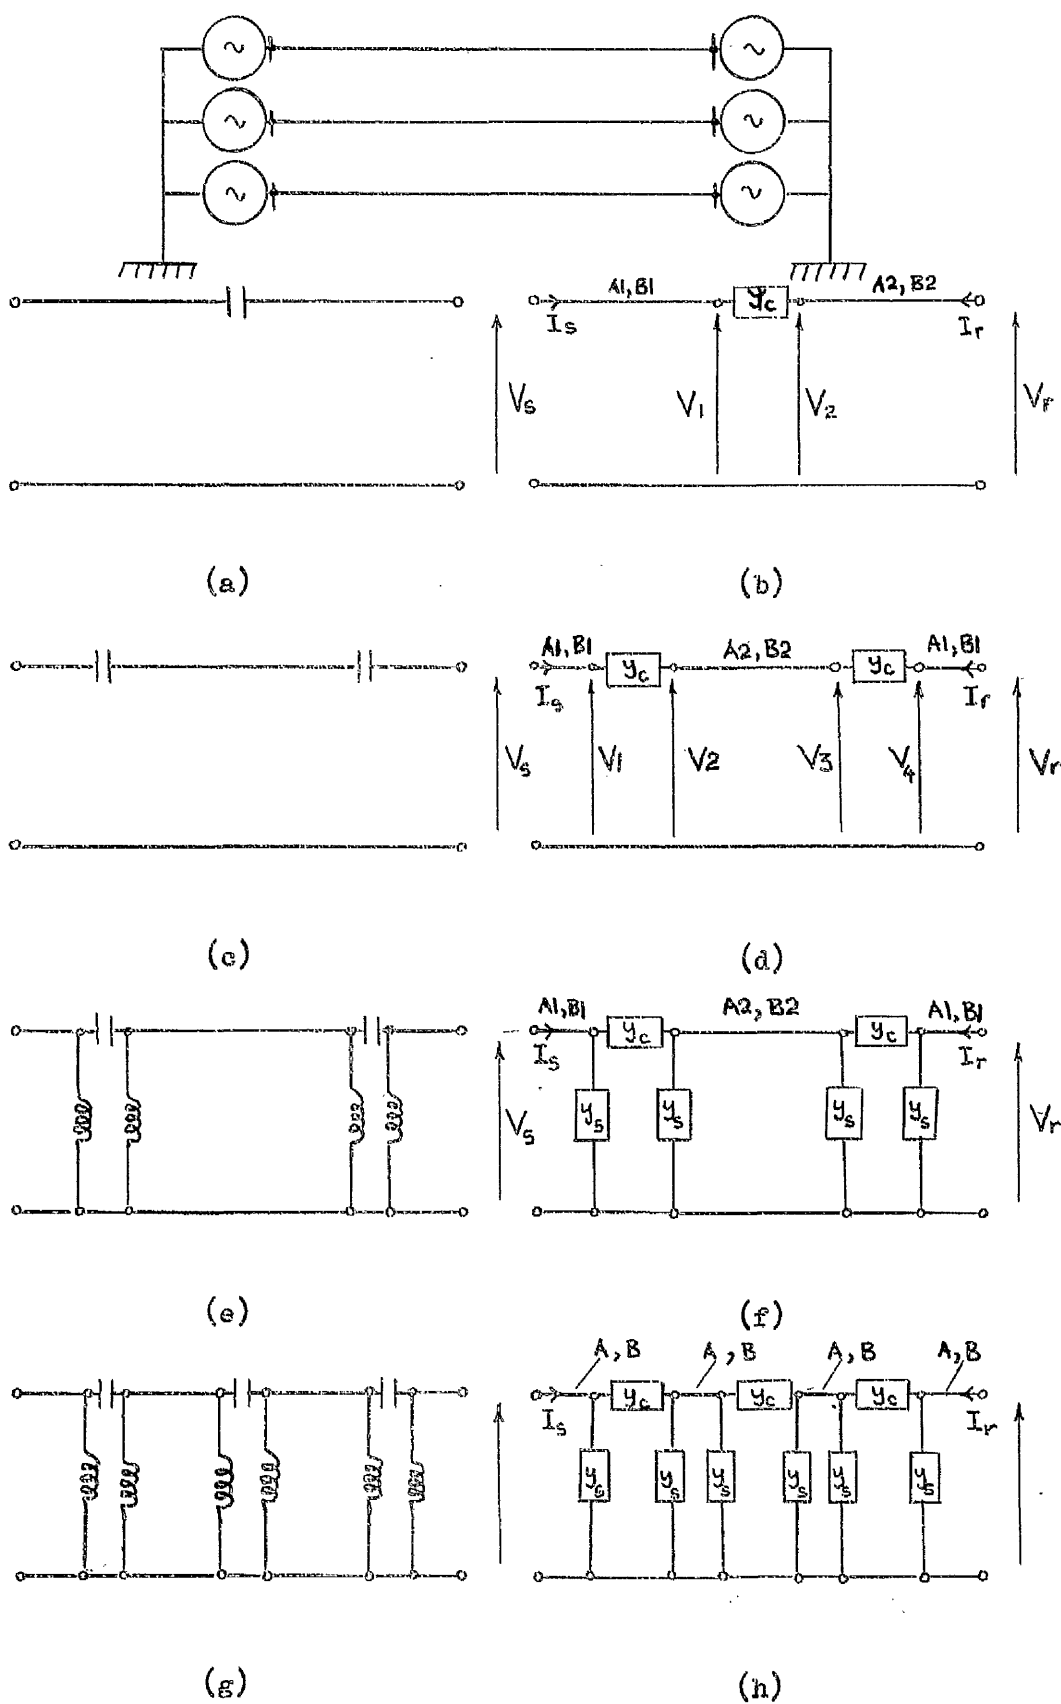 ~ ~
~ ~
~ ~
A1,B1 Yc A2,B2
Is Ir
Vs V1 V2 Vr
(a) (b)
A1,B1 yc A2,B2 yc A1,B1
Is Ir
Vs V1 V2 V3 V4 Vr
(c) (d)
A1,B1 yc A2,B2 yc A1,B1
Is Ir
Vs ys ys ys ys Vr
(e) (f)
A,B A,B A,B A,B
Is yc yc yc Ir
ys ys ys ys ys ys
(g) (h)